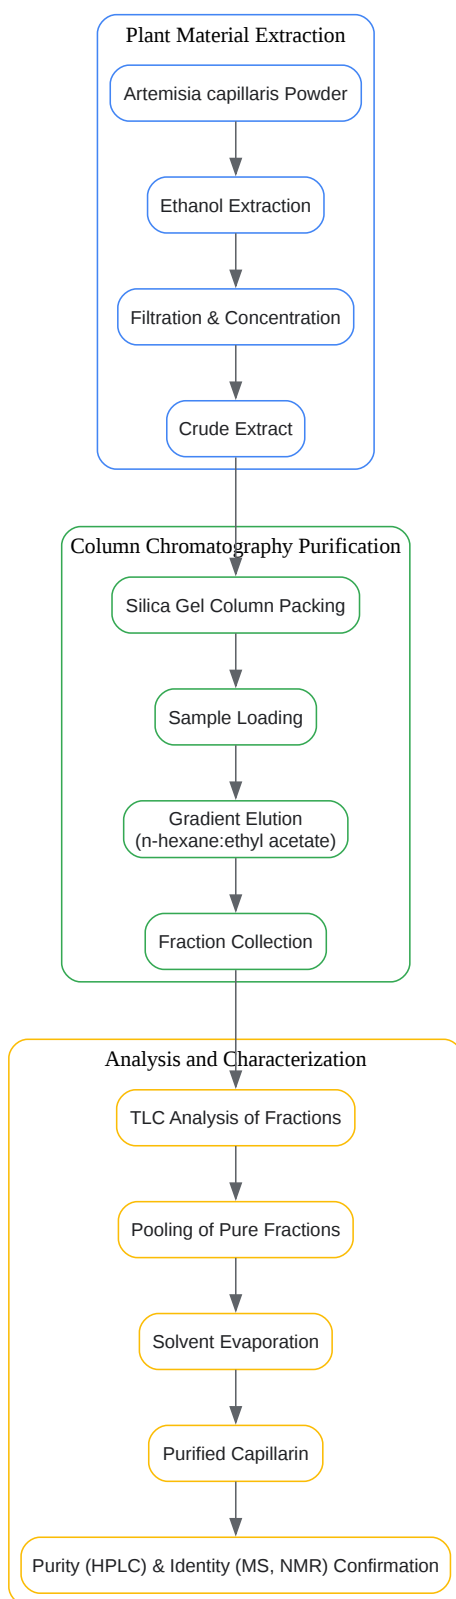 Plant Material Extraction
Artemisia capillaris Powder
Ethanol Extraction
Filtration & Concentration
Crude Extract
Column Chromatography Purification
Silica Gel Column Packing
Sample Loading
Gradient Elution
(n-hexane:ethyl acetate)
Fraction Collection
Analysis and Characterization
TLC Analysis of Fractions
Pooling of Pure Fractions
Solvent Evaporation
Purified Capillarin
Purity (HPLC) & Identity (MS, NMR) Confirmation